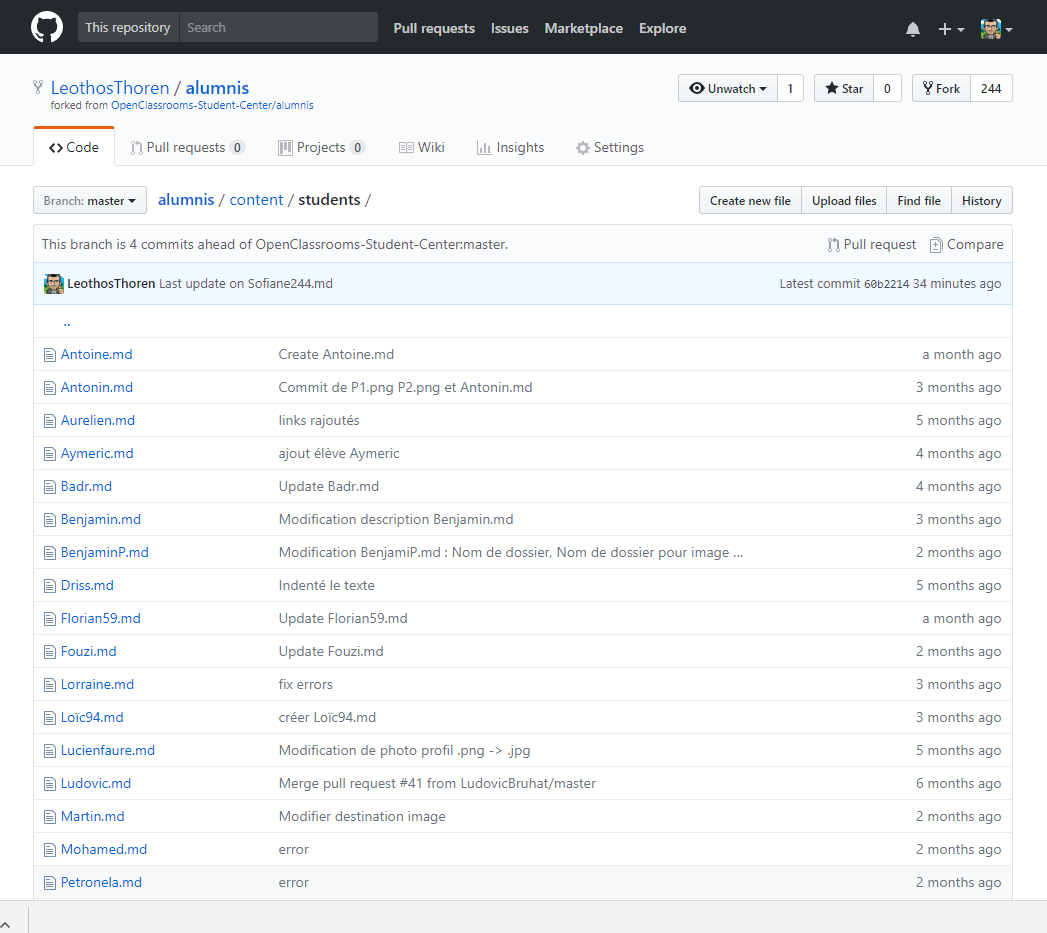 This repository Search Pull requests Issues Marketplace Explore
LeothosThoren / alumnis Unwatch 1 Star 0 Fork 244
forked from OpenClassrooms-Student-Center/alumnis
Code Pull requests 0 Projects 0 Wiki Insights Settings
Branch: master alumnis / content / students / Create new file Upload files Find file History
This branch is 4 commits ahead of OpenClassrooms-Student-Center:master. Pull request Compare
LeothosThoren Last update on Sofiane244.md Latest commit 60b2214 34 minutes ago
..
Antoine.md Create Antoine.md a month ago
Antonin.md Commit de P1.png P2.png et Antonin.md 3 months ago
Aurelien.md links rajoutés 5 months ago
Aymeric.md ajout élève Aymeric 4 months ago
Badr.md Update Badr.md 4 months ago
Benjamin.md Modification description Benjamin.md 3 months ago
BenjaminP.md Modification BenjamiP.md : Nom de dossier, Nom de dossier pour image ... 2 months ago
Driss.md Indenté le texte 5 months ago
Florian59.md Update Florian59.md a month ago
Fouzi.md Update Fouzi.md 2 months ago
Lorraine.md fix errors 3 months ago
Loïc94.md créer Loïc94.md 3 months ago
Lucienfaure.md Modification de photo profil .png -> .jpg 5 months ago
Ludovic.md Merge pull request #41 from LudovicBruhat/master 6 months ago
Martin.md Modifier destination image 2 months ago
Mohamed.md error 2 months ago
Petronela.md error 2 months ago